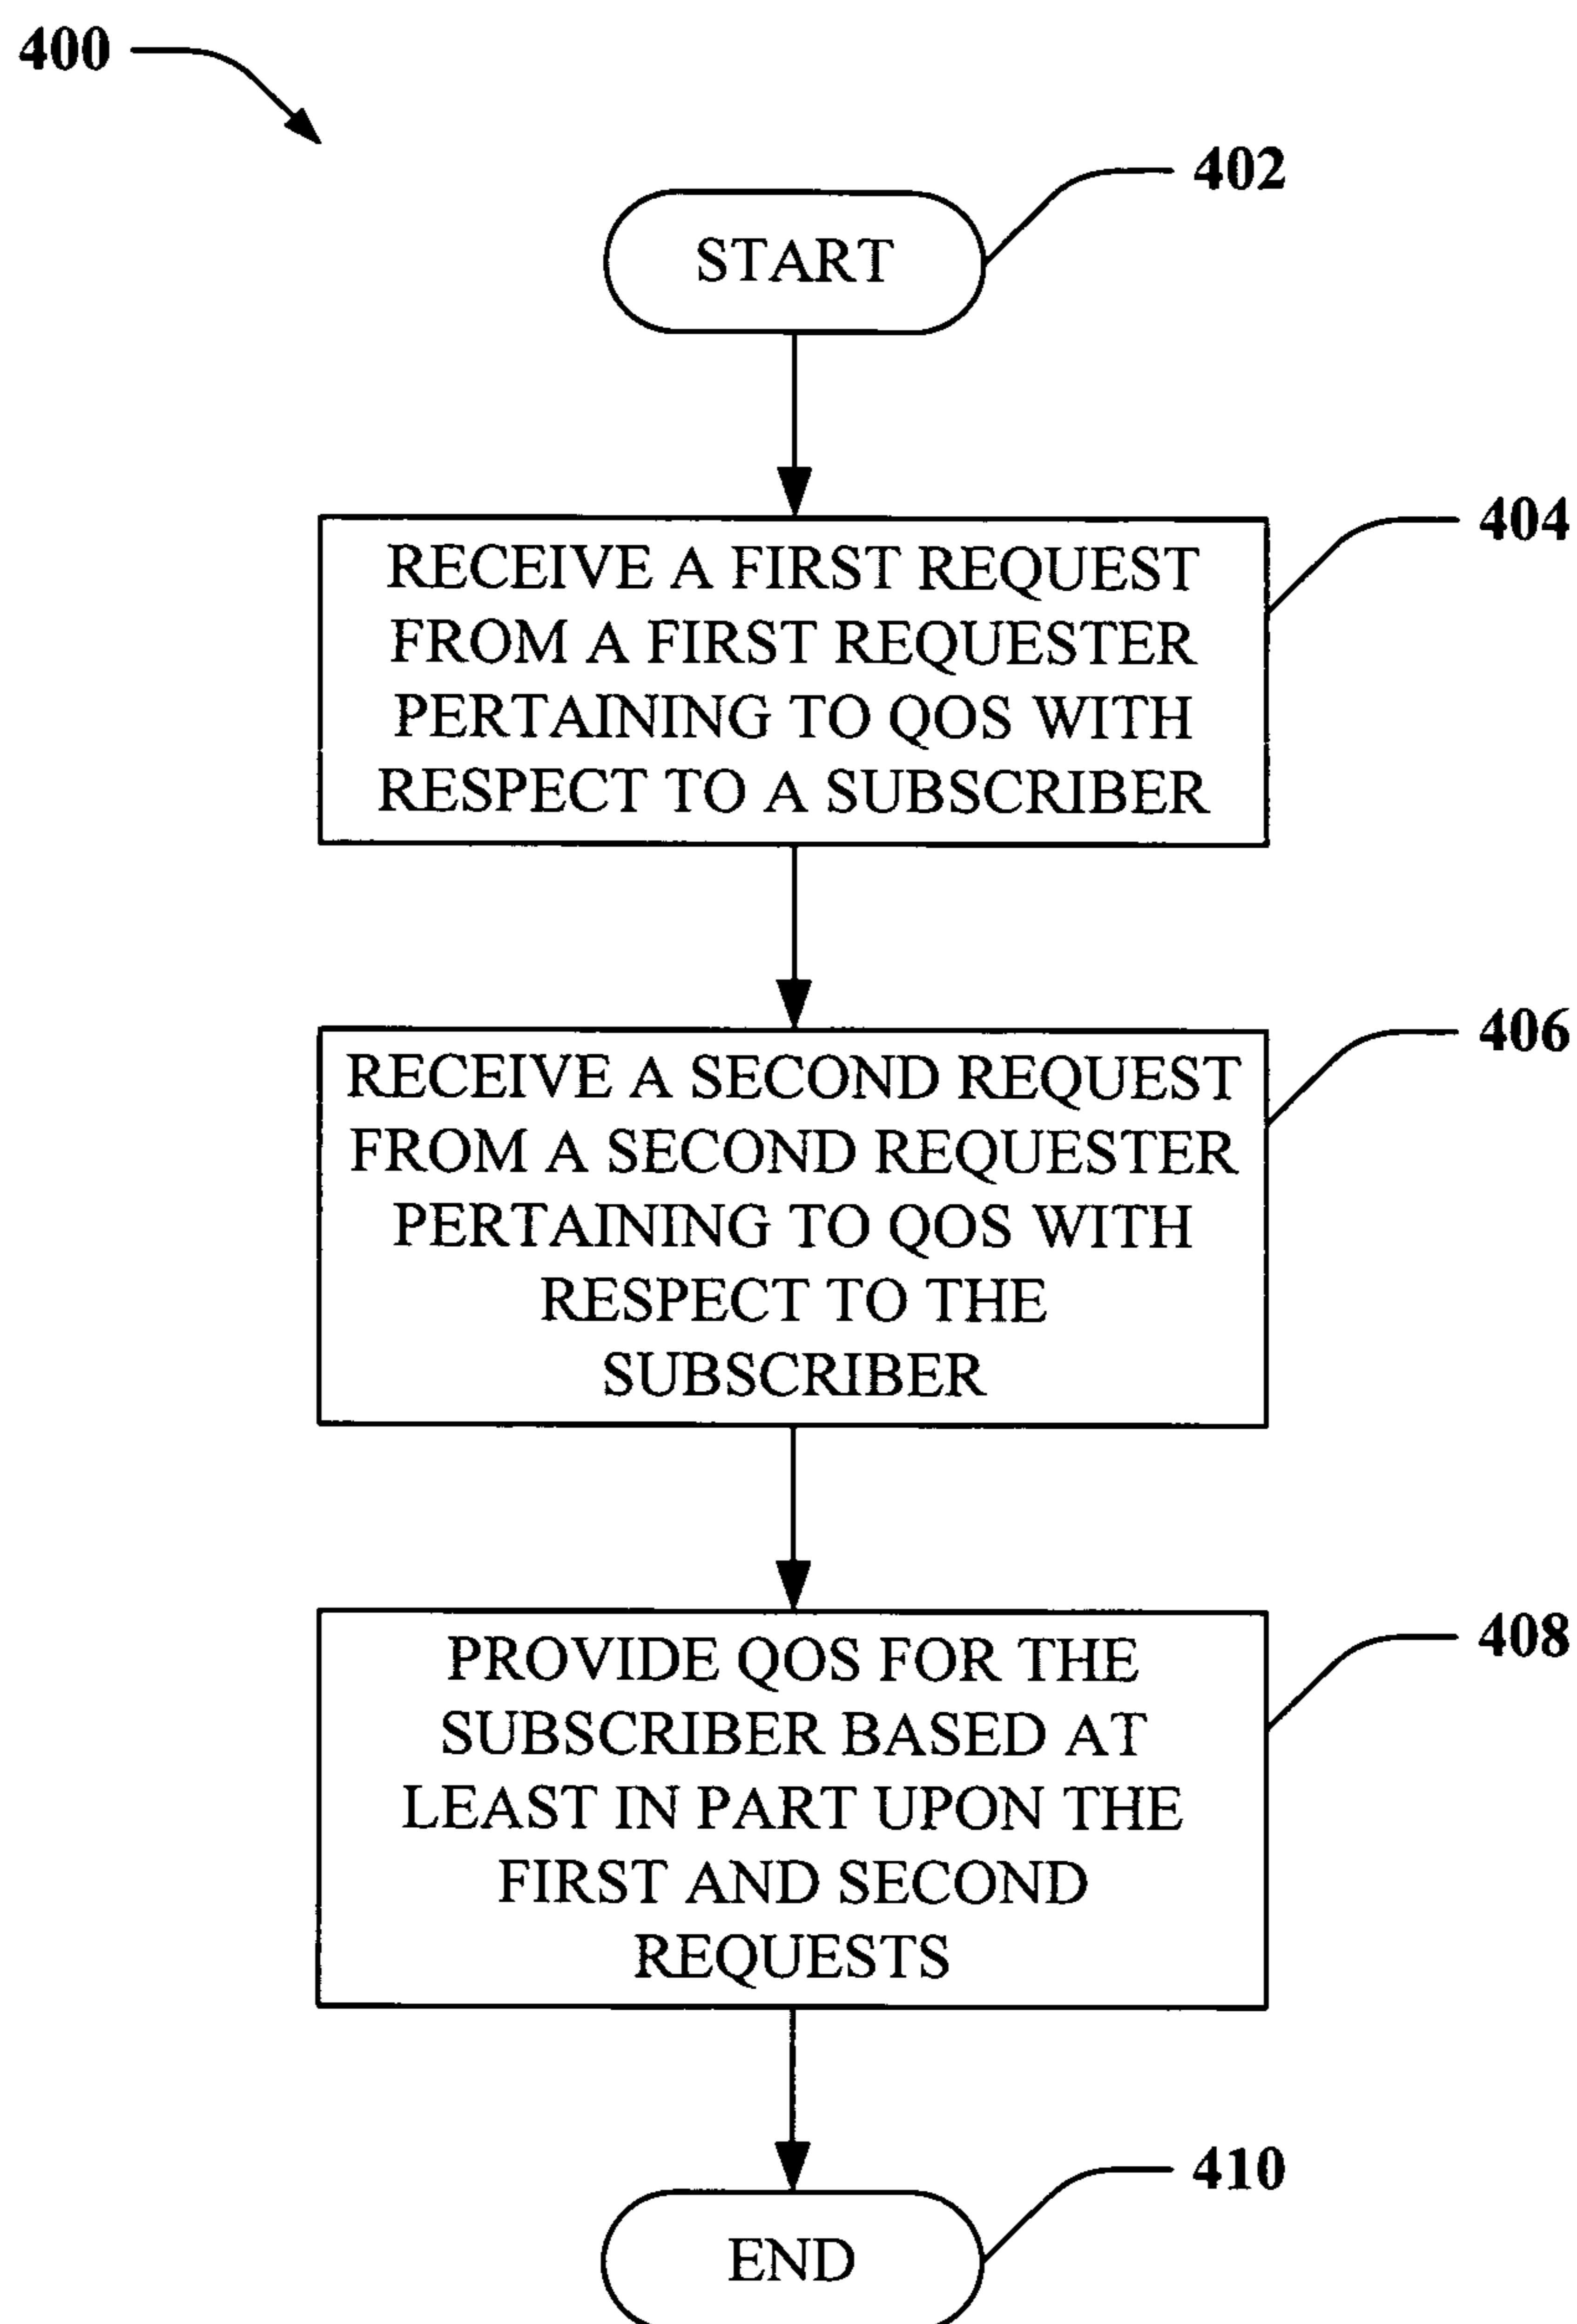 400
402
START
404
RECEIVE A FIRST REQUEST
FROM A FIRST REQUESTER
PERTAINING TO QOS WITH
RESPECT TO A SUBSCRIBER
406
RECEIVE A SECOND REQUEST
FROM A SECOND REQUESTER
PERTAINING TO QOS WITH
RESPECT TO THE
SUBSCRIBER
408
PROVIDE QOS FOR THE
SUBSCRIBER BASED AT
LEAST IN PART UPON THE
FIRST AND SECOND
REQUESTS
410
END